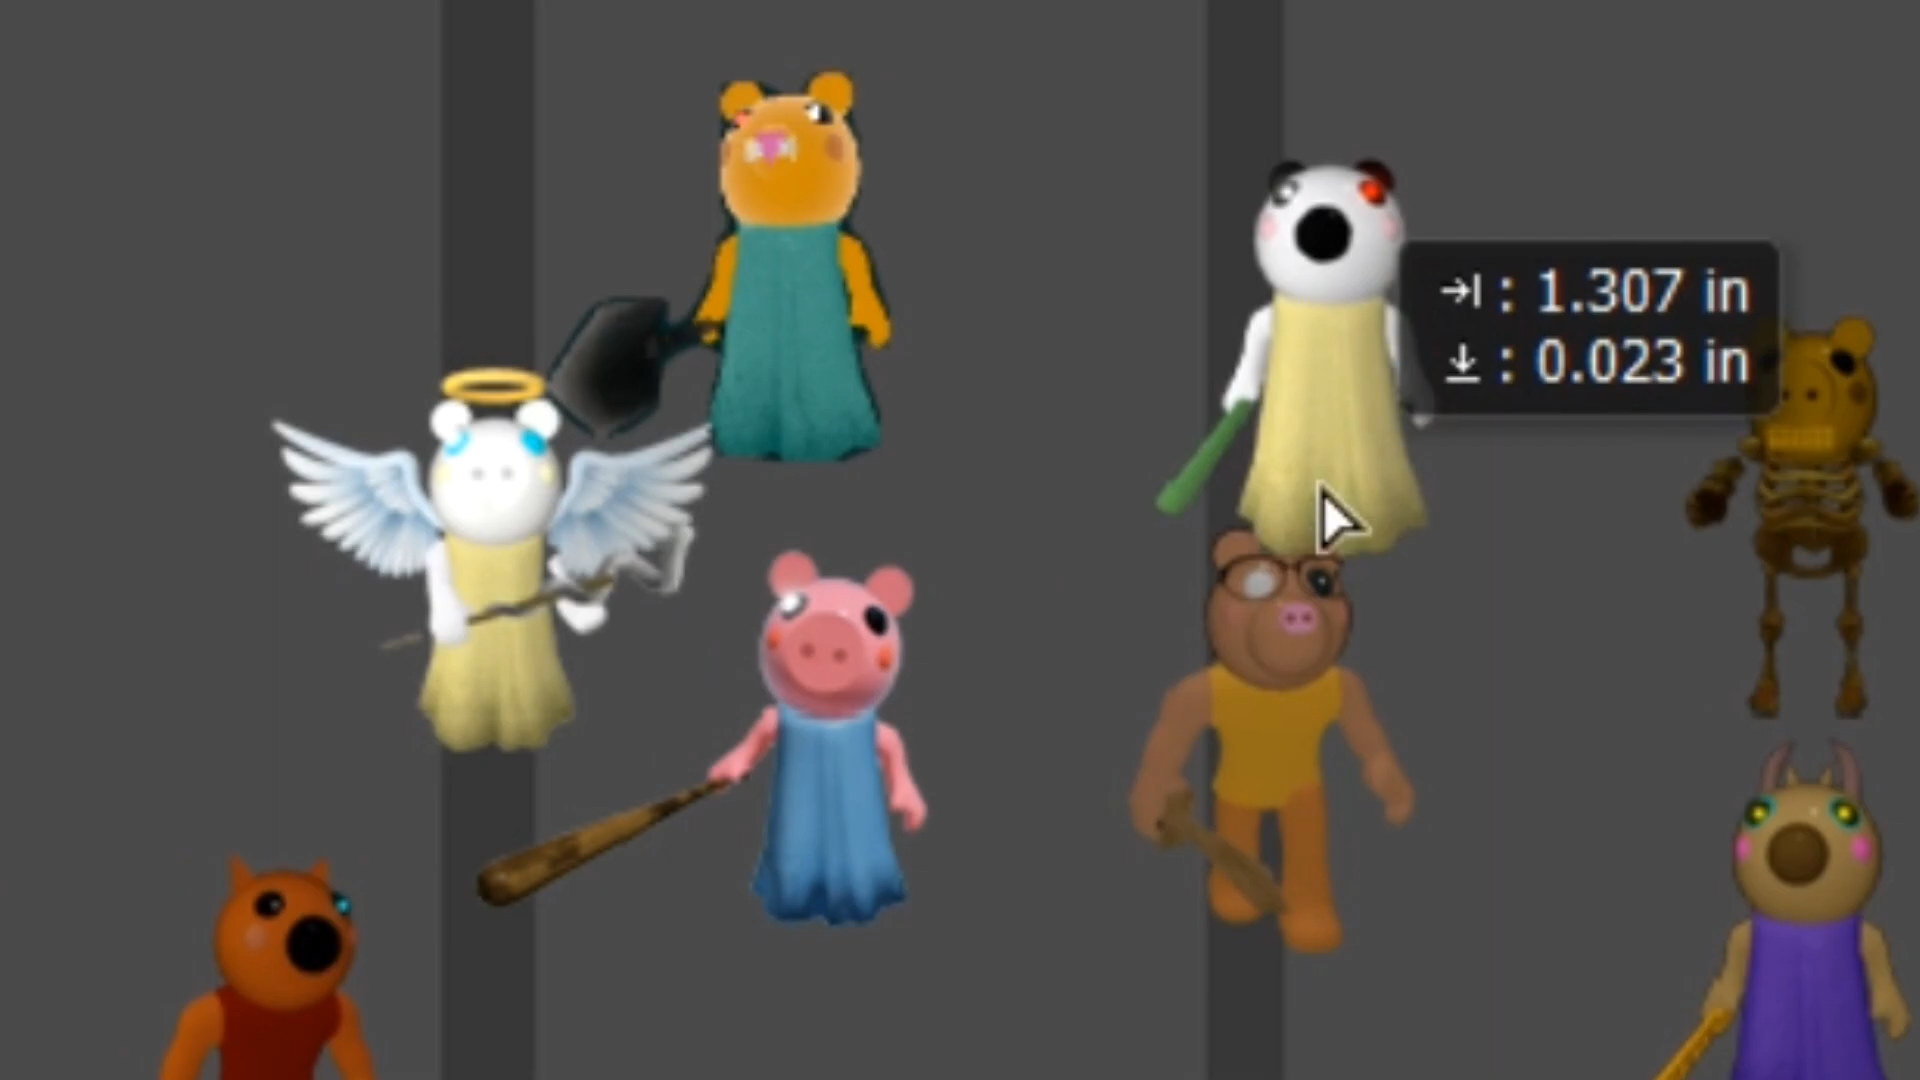 →| : 1.307 in
↓ : 0.023 in